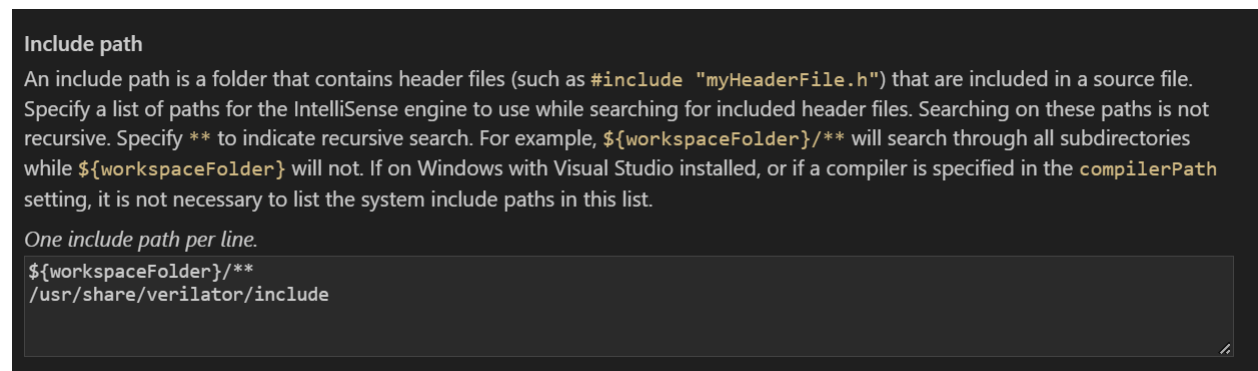 Include path
An include path is a folder that contains header files (such as #include "myHeaderFile.h") that are included in a source file.
Specify a list of paths for the IntelliSense engine to use while searching for included header files. Searching on these paths is not
recursive. Specify ** to indicate recursive search. For example, ${workspaceFolder}/** will search through all subdirectories
while ${workspaceFolder} will not. If on Windows with Visual Studio installed, or if a compiler is specified in the compilerPath
setting, it is not necessary to list the system include paths in this list.
One include path per line.
${workspaceFolder}/**
/usr/share/verilator/include